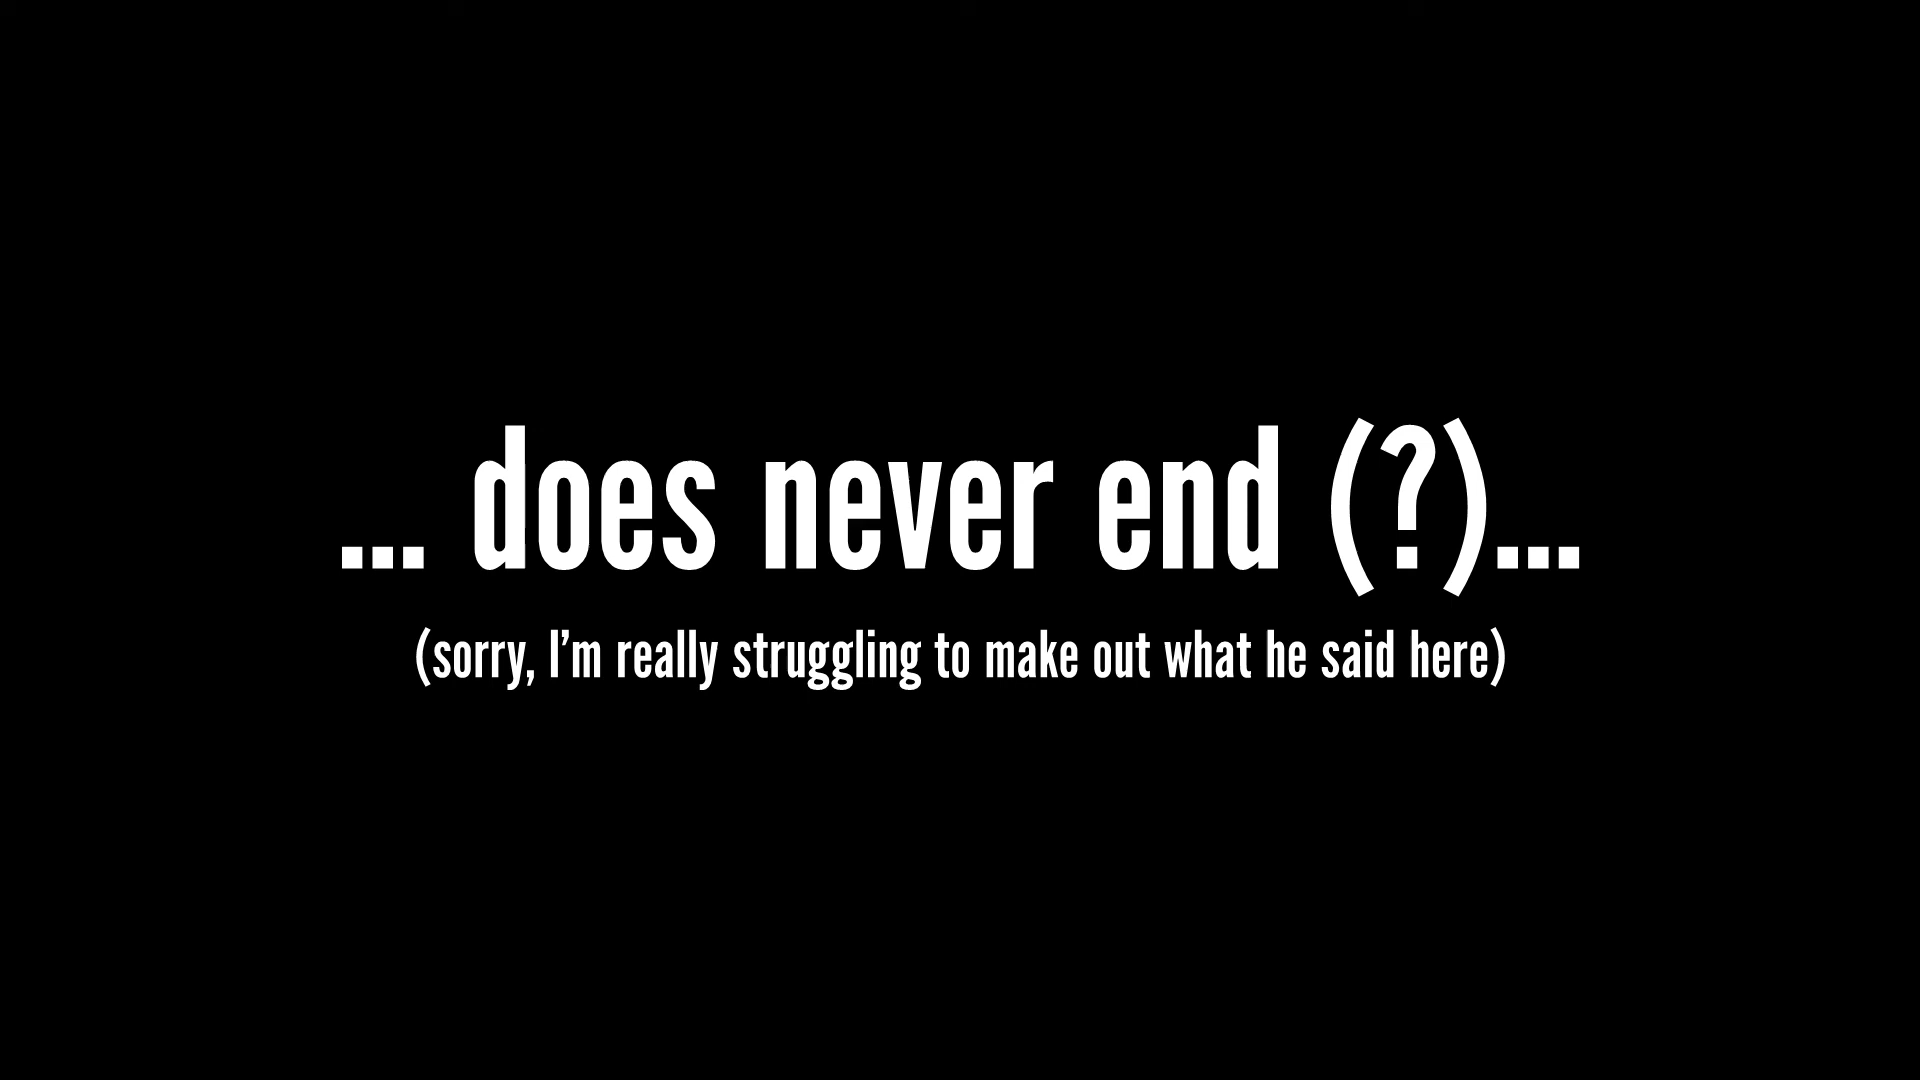 ... does never end (?)...
(sorry, I’m really struggling to make out what he said here)